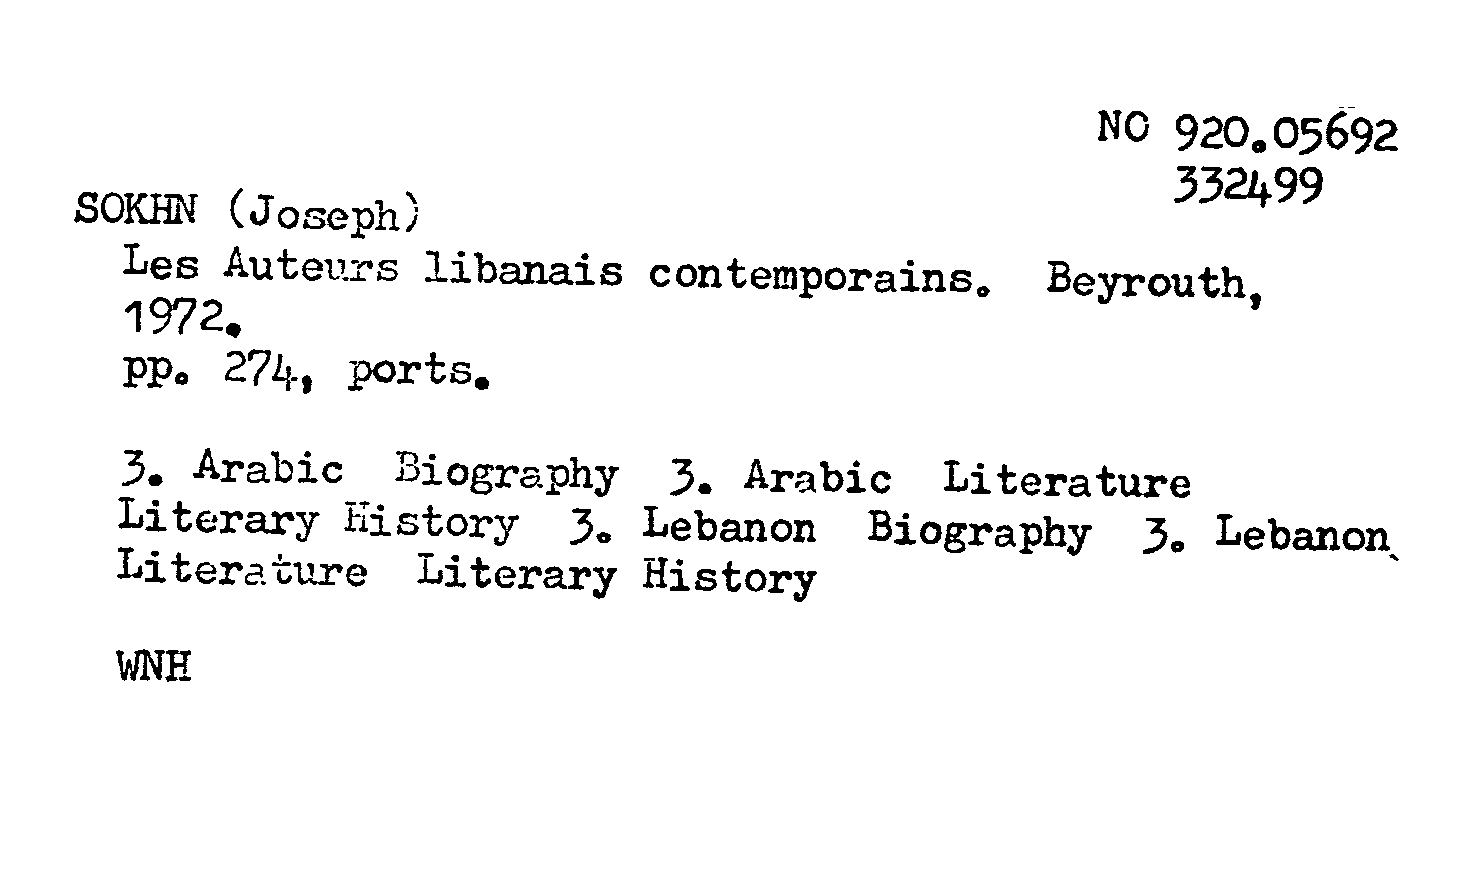 NC 920.05692
332499
SOKHN (Joseph)
Les Auteurs libanais contemporains. Beyrouth,
1972.
pp. 274, ports.
3. Arabic Biography 3. Arabic Literature
Literary History 3. Lebanon Biography 3. Lebanon
Literature Literary History
WNH